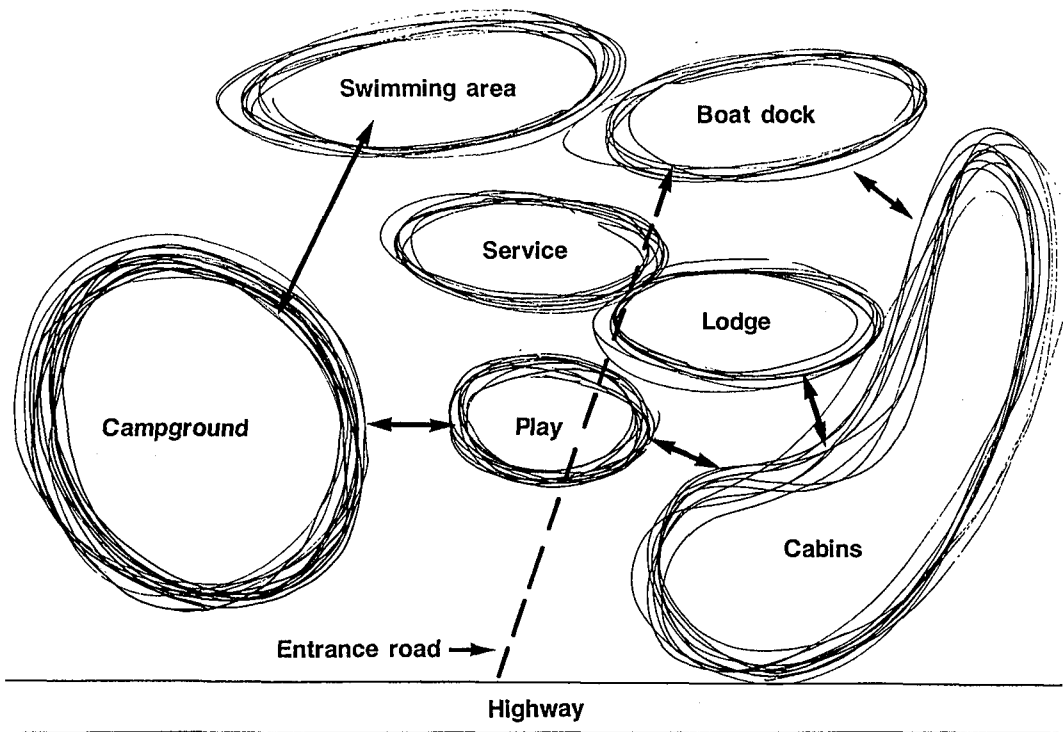 Swimming area
Boat dock
Service
Lodge
Campground
Play
Cabins
Entrance road
Highway